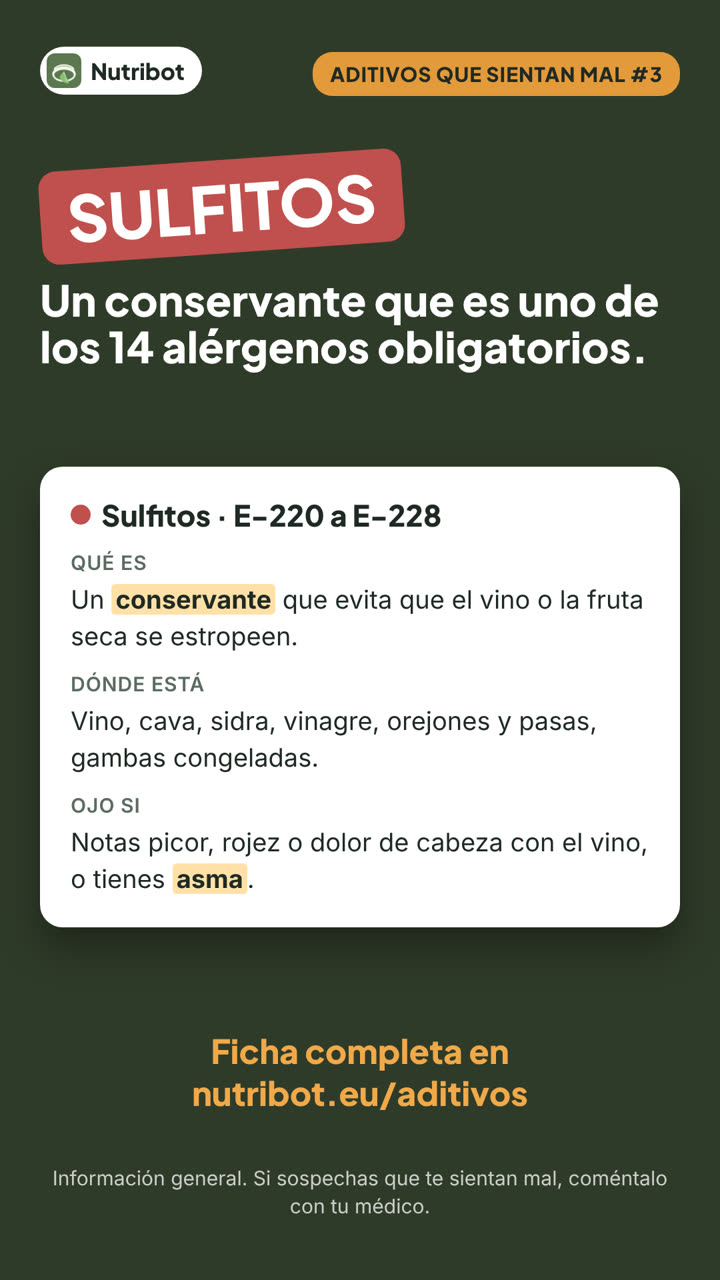 Nutribot
ADITIVOS QUE SIENTAN MAL #3
SULFITOS
Un conservante que es uno de
los 14 alérgenos obligatorios.
Sulfitos · E-220 a E-228
QUÉ ES
Un conservante que evita que el vino o la fruta
seca se estropeen.
DÓNDE ESTÁ
Vino, cava, sidra, vinagre, orejones y pasas,
gambas congeladas.
OJO SI
Notas picor, rojez o dolor de cabeza con el vino,
o tienes asma.
Ficha completa en
nutribot.eu/aditivos
Información general. Si sospechas que te sientan mal, coméntalo
con tu médico.